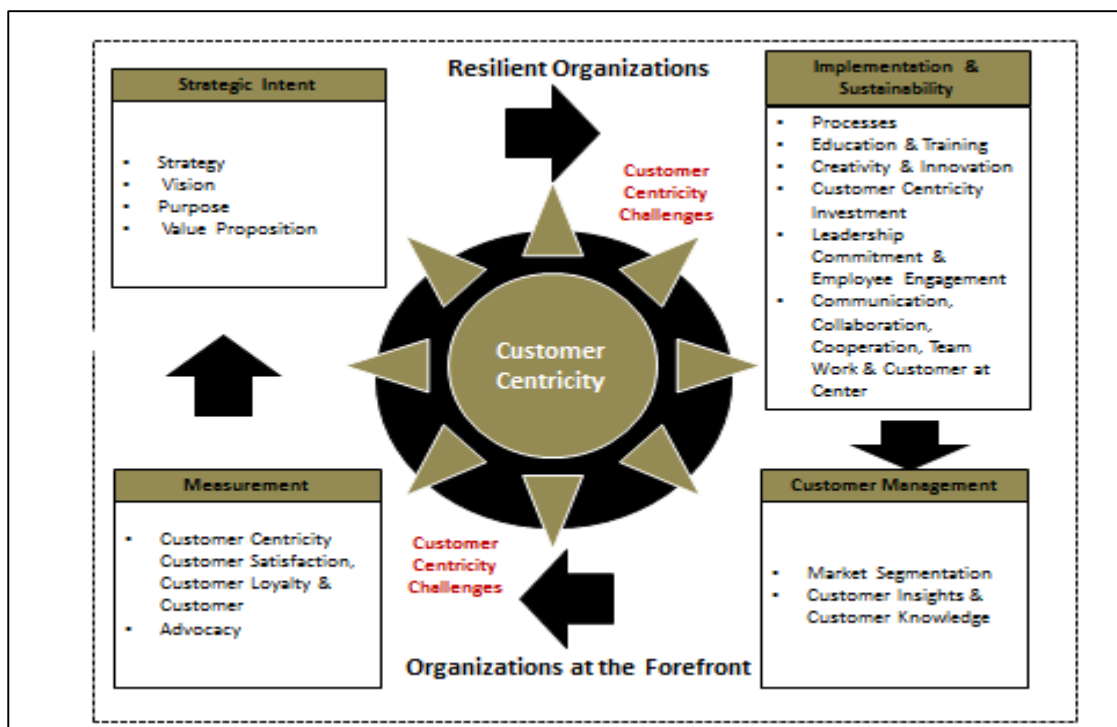 Resilient Organizations
Strategic Intent
• Strategy
• Vision
• Purpose
• Value Proposition
Customer
Centricity
Challenges
Implementation &
Sustainability
• Processes
• Education & Training
• Creativity & Innovation
• Customer Centricity
Investment
• Leadership
Commitment &
Employee Engagement
• Communication,
Collaboration,
Cooperation, Team
Work & Customer at
Center
Customer
Centricity
Measurement
• Customer Centricity
Customer Satisfaction,
Customer Loyalty &
Customer
• Advocacy
Customer
Centricity
Challenges
Customer Management
• Market Segmentation
• Customer Insights &
Customer Knowledge
Organizations at the Forefront